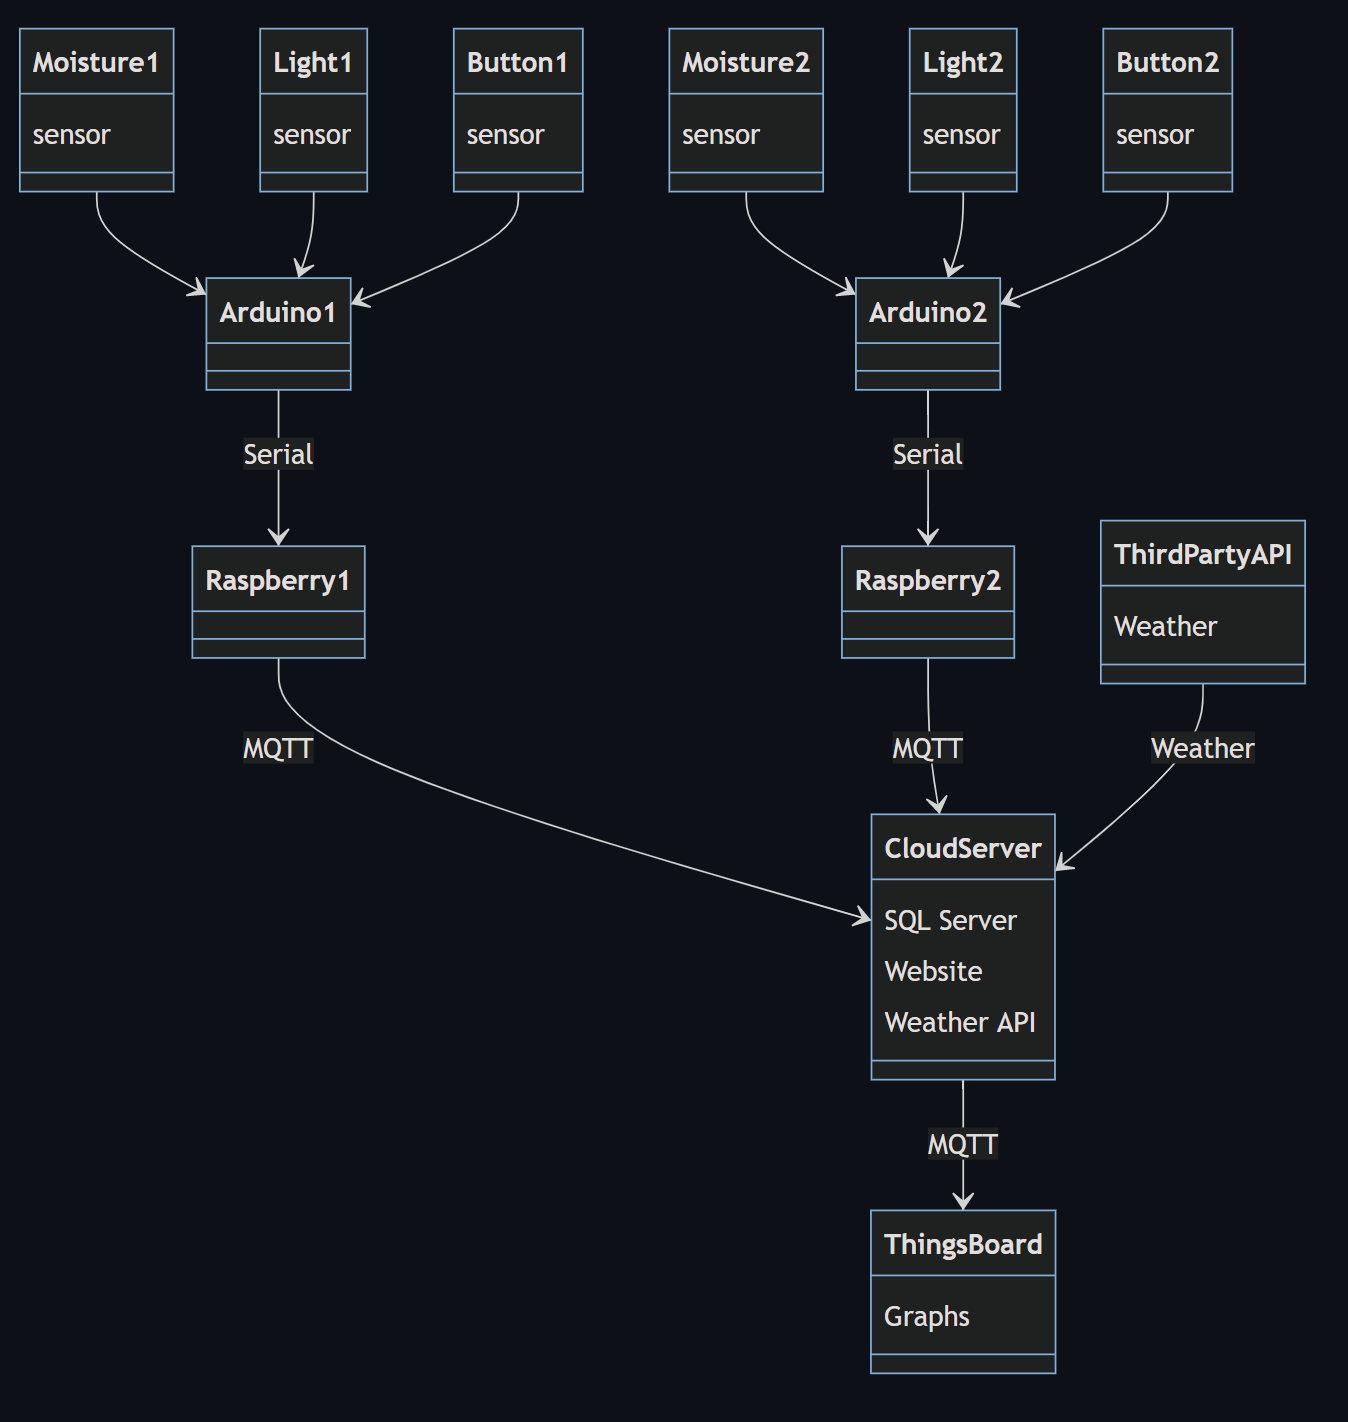 Moisture1
sensor
Light1
sensor
Button1
sensor
Moisture2
sensor
Light2
sensor
Button2
sensor
Arduino1
Arduino2
Serial
Serial
Raspberry1
Raspberry2
ThirdPartyAPI
Weather
MQTT
MQTT
Weather
CloudServer
SQL Server
Website
Weather API
MQTT
ThingsBoard
Graphs